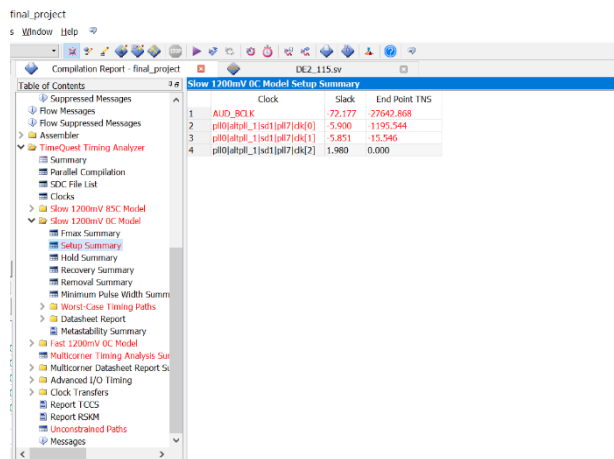 final_project
s Window Help
Compilation Report - final_project
DE2_115.sv
Table of Contents
Suppressed Messages
Flow Messages
Flow Suppressed Messages
Assembler
TimeQuest Timing Analyzer
Summary
Parallel Compilation
SDC File List
Clocks
Slow 1200mV 85C Model
Slow 1200mV 0C Model
Fmax Summary
Setup Summary
Hold Summary
Recovery Summary
Removal Summary
Minimum Pulse Width Summ
Worst-Case Timing Paths
Datasheet Report
Metastability Summary
Fast 1200mV 0C Model
Multicorner Timing Analysis Sur
Multicorner Datasheet Report Su
Advanced I/O Timing
Clock Transfers
Report TCCS
Report RSKM
Unconstrained Paths
Messages
Slow 1200mV 0C Model Setup Summary
Clock Slack End Point TNS
1 AUD_BCLK -72.177 -27642.868
2 pll0|altpll_1|sd1|pll7|clk[0] -5.900 -1195.544
3 pll0|altpll_1|sd1|pll7|clk[1] -5.851 -15.546
4 pll0|altpll_1|sd1|pll7|clk[2] 1.980 0.000